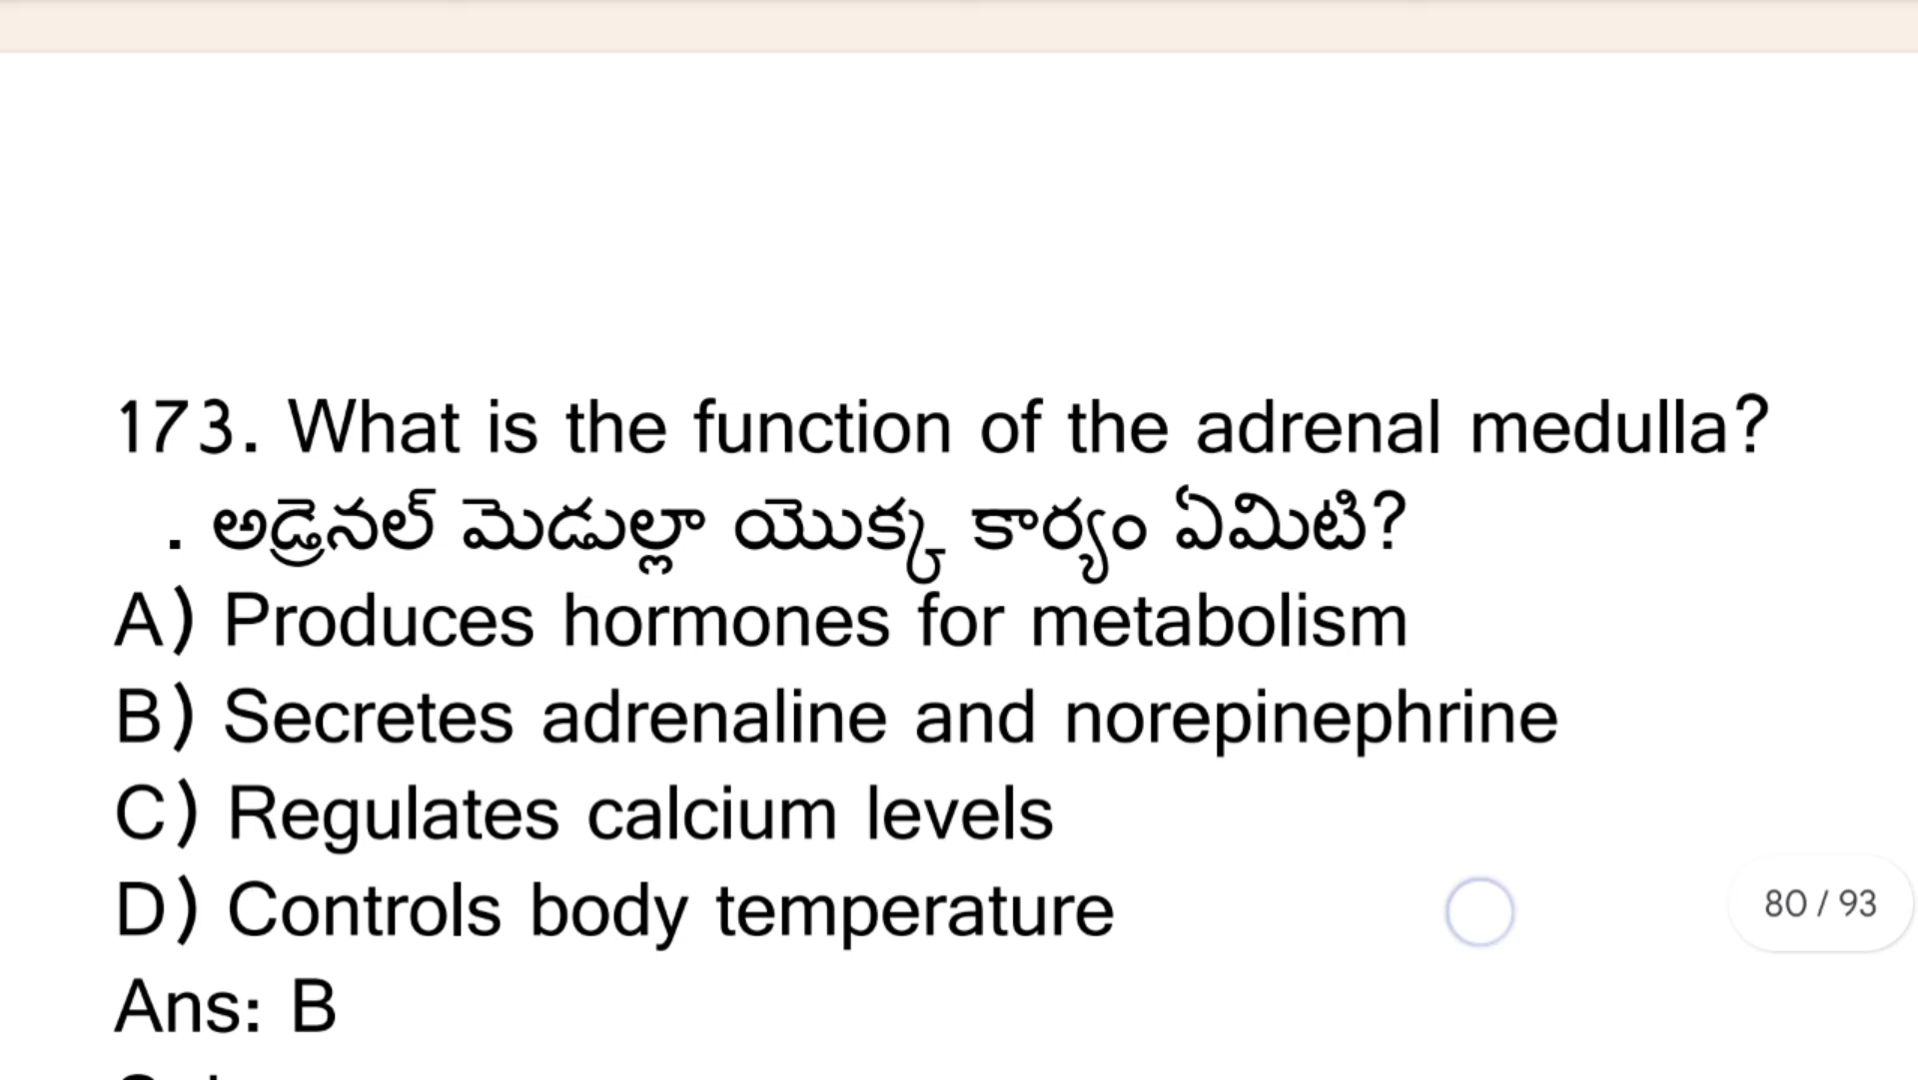 173. What is the function of the adrenal medulla?
. అడ్రెనల్ మెడుల్లా యొక్క కార్యం ఏమిటి?
A) Produces hormones for metabolism
B) Secretes adrenaline and norepinephrine
C) Regulates calcium levels
D) Controls body temperature
80 / 93
Ans: B